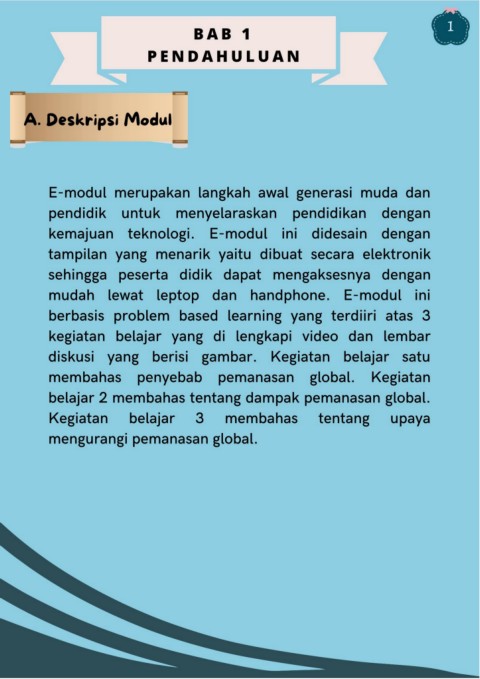 1
BAB 1
PENDAHULUAN
A. Deskripsi Modul
E-modul merupakan langkah awal generasi muda dan
pendidik untuk menyelaraskan pendidikan dengan
kemajuan teknologi. E-modul ini didesain dengan
tampilan yang menarik yaitu dibuat secara elektronik
sehingga peserta didik dapat mengaksesnya dengan
mudah lewat leptop dan handphone. E-modul ini
berbasis problem based learning yang terdiiri atas 3
kegiatan belajar yang di lengkapi video dan lembar
diskusi yang berisi gambar. Kegiatan belajar satu
membahas penyebab pemanasan global. Kegiatan
belajar 2 membahas tentang dampak pemanasan global.
Kegiatan belajar 3 membahas tentang upaya
mengurangi pemanasan global.